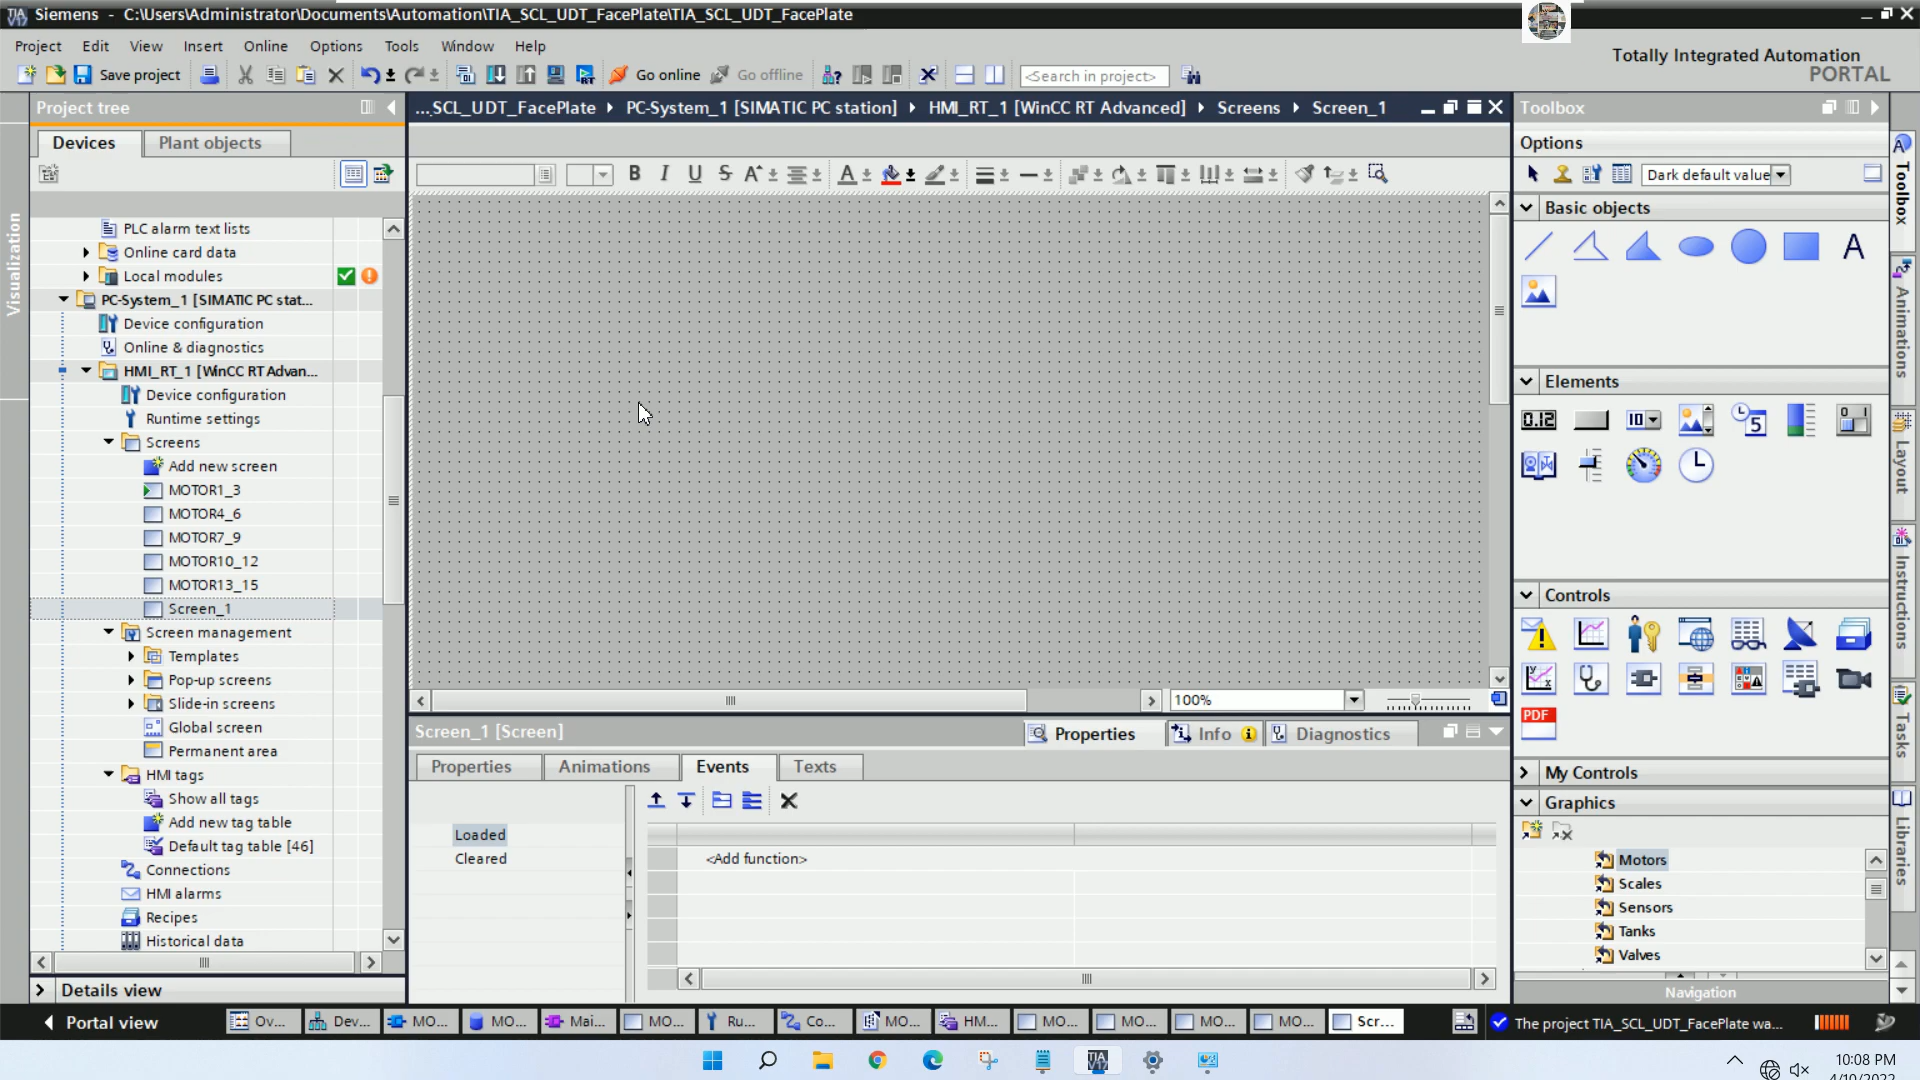 Siemens - C:\Users\Administrator\Documents\Automation\TIA_SCL_UDT_FacePlate\TIA_SCL_UDT_FacePlate
Project Edit View Insert Online Options Tools Window Help
Totally Integrated Automation
PORTAL
Save project
Go online
Go offline
<Search in project>
Project tree
...SCL_UDT_FacePlate
PC-System_1 [SIMATIC PC station]
HMI_RT_1 [WinCC RT Advanced]
Screens
Screen_1
Toolbox
Devices
Plant objects
Options
Dark default value
B I U S A
Basic objects
A
Visualization
PLC alarm text lists
Online card data
Local modules
PC-System_1 [SIMATIC PC stat...
Device configuration
Online & diagnostics
HMI_RT_1 [WinCC RT Advan...
Device configuration
Runtime settings
Screens
Add new screen
MOTOR1_3
MOTOR4_6
MOTOR7_9
MOTOR10_12
MOTOR13_15
Screen_1
Screen management
Templates
Pop-up screens
Slide-in screens
Global screen
Permanent area
HMI tags
Show all tags
Add new tag table
Default tag table [46]
Connections
HMI alarms
Recipes
Historical data
Details view
100%
Screen_1 [Screen]
Properties
Info
Diagnostics
Properties
Animations
Events
Texts
Loaded
Cleared
<Add function>
Elements
0.12
10
5
0 1
Controls
PDF
My Controls
Graphics
Motors
Scales
Sensors
Tanks
Valves
Navigation
Toolbox
Animations
Layout
Instructions
Tasks
Libraries
Portal view
Ov...
Dev...
MO...
MO...
Mai...
MO...
Ru...
Co...
MO...
HM...
MO...
MO...
MO...
MO...
Scr...
The project TIA_SCL_UDT_FacePlate wa...
10:08 PM
4/10/2022